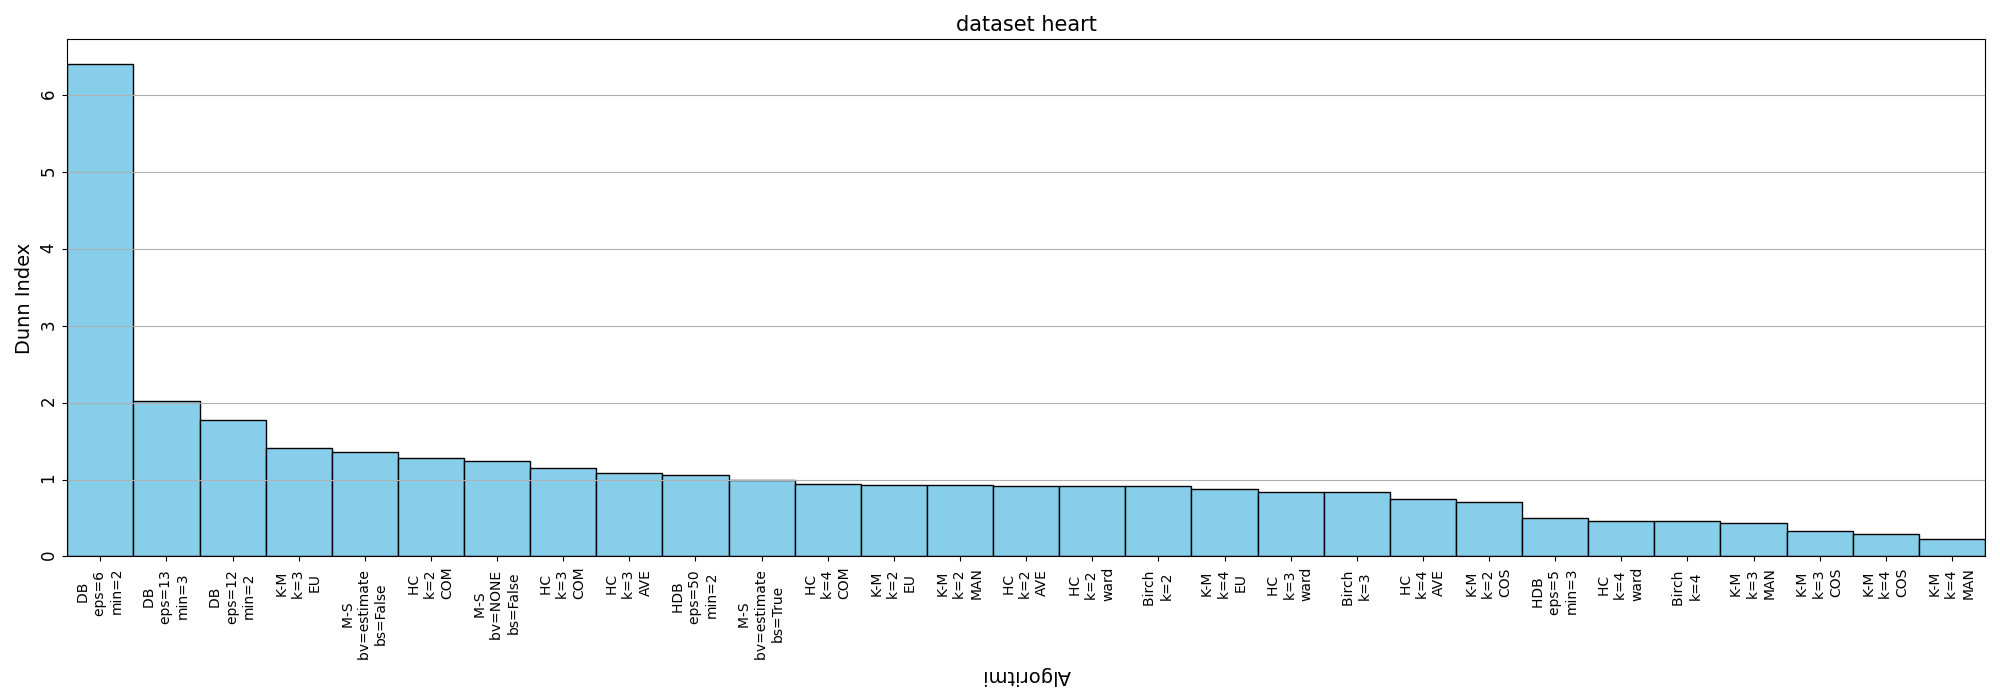 dataset heart
Dunn Index
6
5
4
3
2
1
0
DB
eps=6
min=2
DB
eps=13
min=3
DB
eps=12
min=2
K-M
k=3
EU
M-S
bv=estimate
bs=False
HC
k=2
COM
M-S
bv=NONE
bs=False
HC
k=3
COM
HC
k=3
AVE
HDB
eps=50
min=2
M-S
bv=estimate
bs=True
HC
k=4
COM
K-M
k=2
EU
K-M
k=2
MAN
HC
k=2
AVE
HC
k=2
ward
Birch
k=2
K-M
k=4
EU
HC
k=3
ward
Birch
k=3
HC
k=4
AVE
K-M
k=2
COS
HDB
eps=5
min=3
HC
k=4
ward
Birch
k=4
K-M
k=3
MAN
K-M
k=3
COS
K-M
k=4
COS
K-M
k=4
MAN
Algoritmi